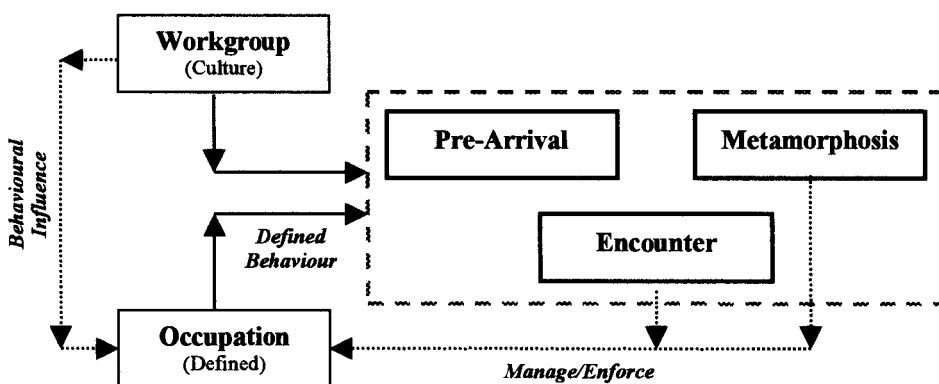 Workgroup
(Culture)
Pre-Arrival
Metamorphosis
Behavioural
Influence
Defined
Behaviour
Encounter
Occupation
(Defined)
Manage/Enforce